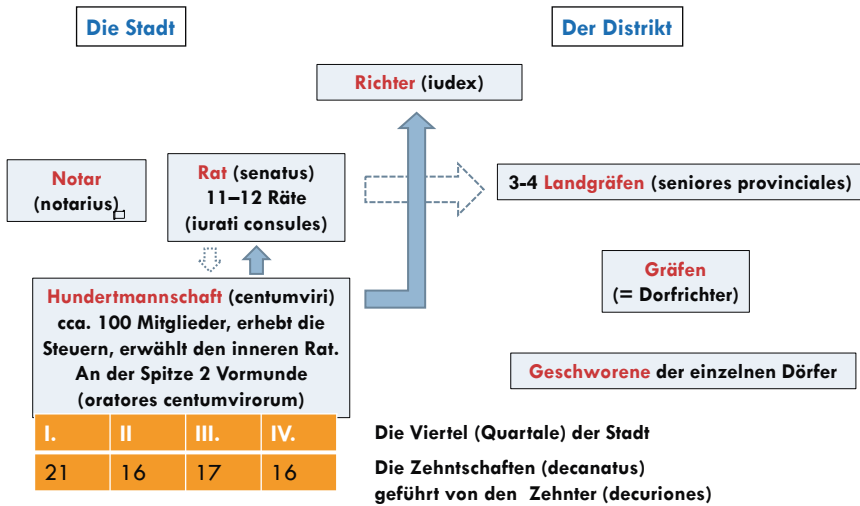 Die Stadt
Der Distrikt
Richter (iudex)
Notar
(notarius)
Rat (senatus)
11–12 Räte
(iurati consules)
3-4 Landgräfen (seniores provinciales)
Gräfen
(= Dorfrichter)
Hundertmannschaft (centumviri)
cca. 100 Mitglieder, erhebt die
Steuern, erwählt den inneren Rat.
An der Spitze 2 Vormunde
(oratores centumvirorum)
Geschworene der einzelnen Dörfer
I. II III. IV.
Die Viertel (Quartale) der Stadt
21 16 17 16
Die Zehntschaften (decanatus)
geführt von den Zehnter (decuriones)